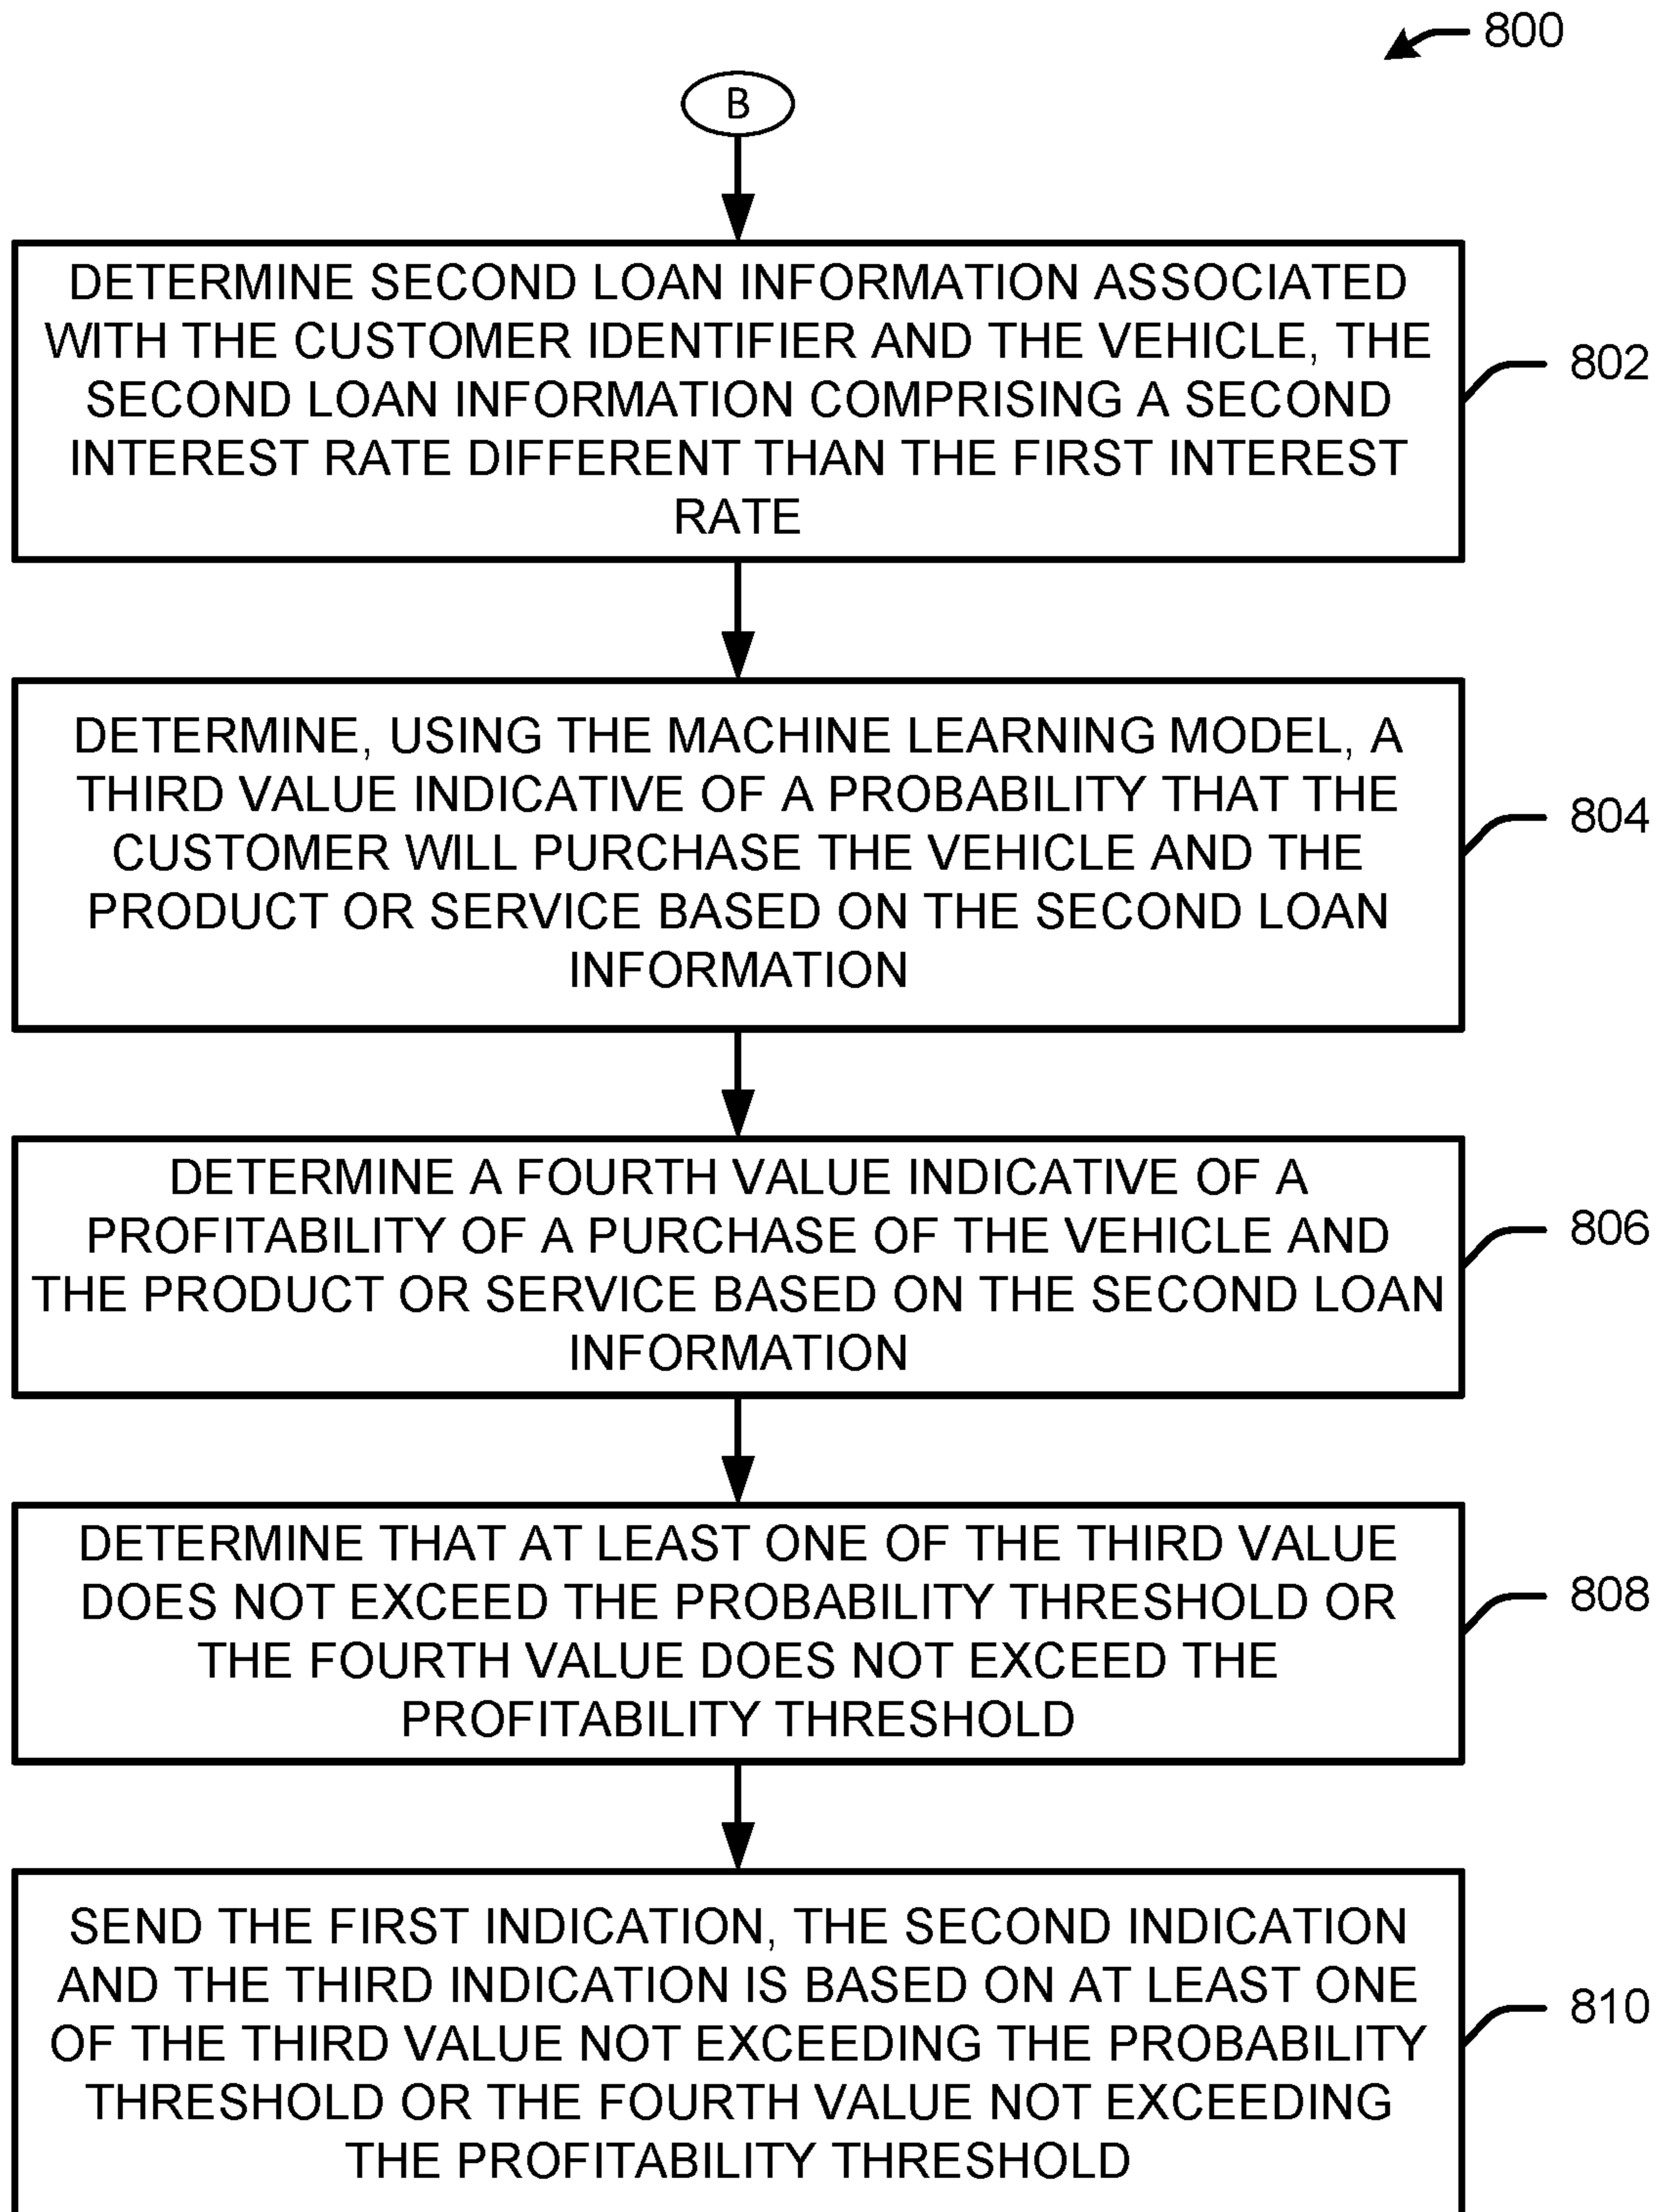 800
B
DETERMINE SECOND LOAN INFORMATION ASSOCIATED
WITH THE CUSTOMER IDENTIFIER AND THE VEHICLE, THE
SECOND LOAN INFORMATION COMPRISING A SECOND
INTEREST RATE DIFFERENT THAN THE FIRST INTEREST
RATE
802
DETERMINE, USING THE MACHINE LEARNING MODEL, A
THIRD VALUE INDICATIVE OF A PROBABILITY THAT THE
CUSTOMER WILL PURCHASE THE VEHICLE AND THE
PRODUCT OR SERVICE BASED ON THE SECOND LOAN
INFORMATION
804
DETERMINE A FOURTH VALUE INDICATIVE OF A
PROFITABILITY OF A PURCHASE OF THE VEHICLE AND
THE PRODUCT OR SERVICE BASED ON THE SECOND LOAN
INFORMATION
806
DETERMINE THAT AT LEAST ONE OF THE THIRD VALUE
DOES NOT EXCEED THE PROBABILITY THRESHOLD OR
THE FOURTH VALUE DOES NOT EXCEED THE
PROFITABILITY THRESHOLD
808
SEND THE FIRST INDICATION, THE SECOND INDICATION
AND THE THIRD INDICATION IS BASED ON AT LEAST ONE
OF THE THIRD VALUE NOT EXCEEDING THE PROBABILITY
THRESHOLD OR THE FOURTH VALUE NOT EXCEEDING
THE PROFITABILITY THRESHOLD
810